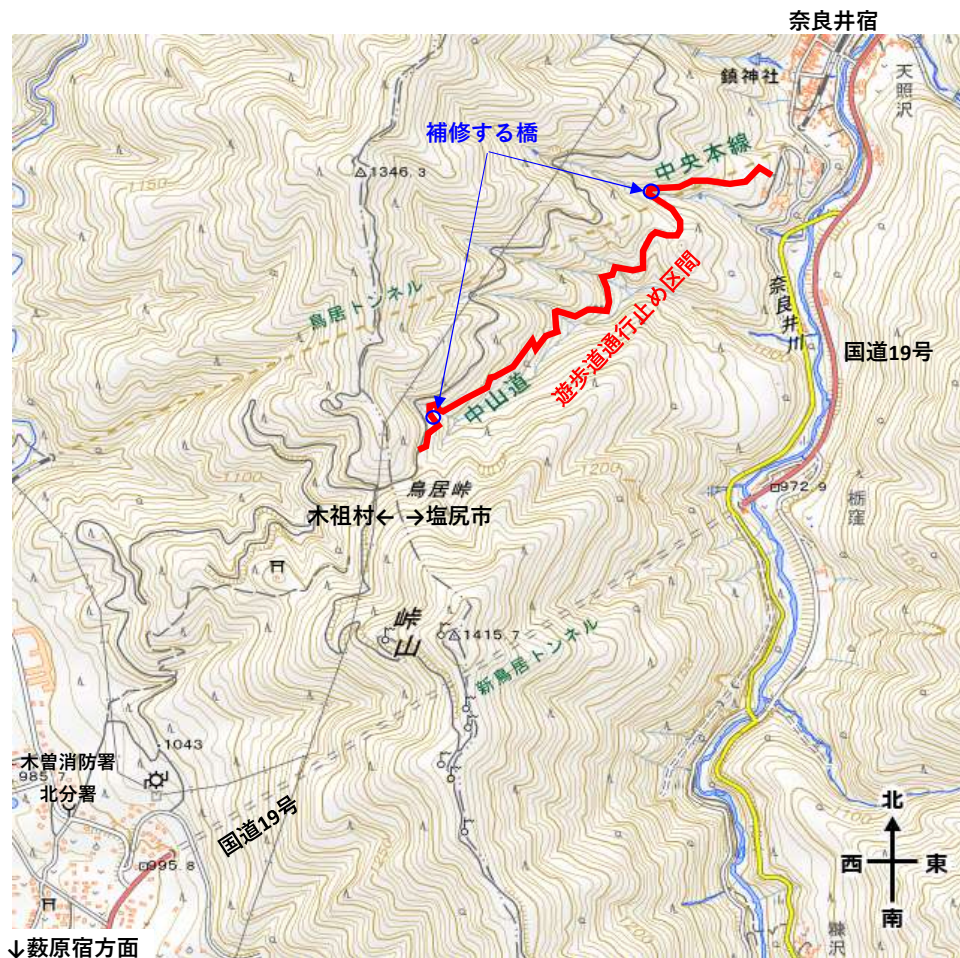 奈良井宿
鎮神社
天照沢
補修する橋
中央本線
1346.3
1150
鳥居トンネル
奈良井川
国道19号
遊歩道通行止め区間
中山道
1100
1200
972.9
栃窪
鳥居峠
木祖村← →塩尻市
峠山
1415.7
新鳥居トンネル
1043
木曽消防署
北分署
985.7
国道19号
995.8
北
西 東
南
糠沢
↓薮原宿方面